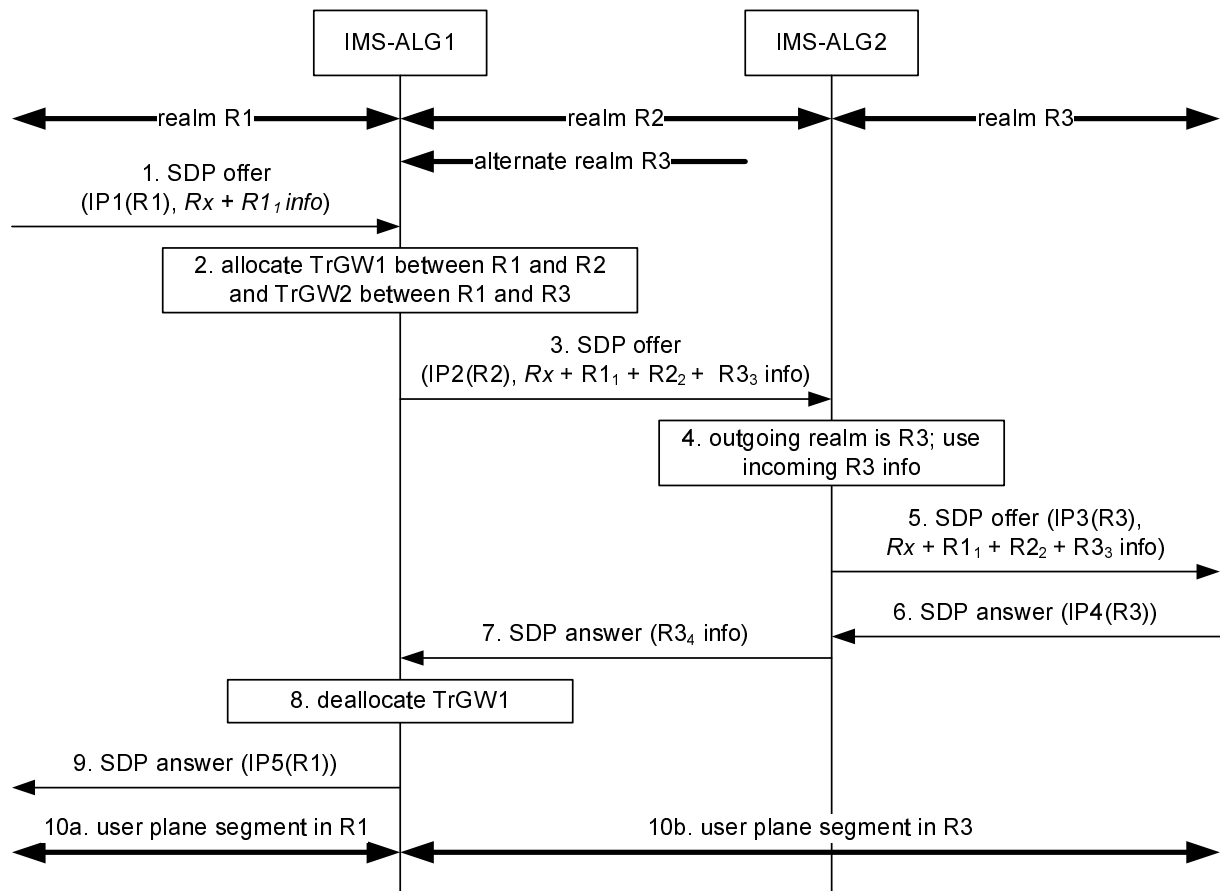 IMS-ALG1
IMS-ALG2
realm R1
realm R2
realm R3
alternate realm R3
1. SDP offer
(IP1(R1), Rx + R1₁ info)
2. allocate TrGW1 between R1 and R2
and TrGW2 between R1 and R3
3. SDP offer
(IP2(R2), Rx + R1₁ + R2₂ + R3₃ info)
4. outgoing realm is R3; use
incoming R3 info
5. SDP offer (IP3(R3),
Rx + R1₁ + R2₂ + R3₃ info)
6. SDP answer (IP4(R3))
7. SDP answer (R3₄ info)
8. deallocate TrGW1
9. SDP answer (IP5(R1))
10a. user plane segment in R1
10b. user plane segment in R3